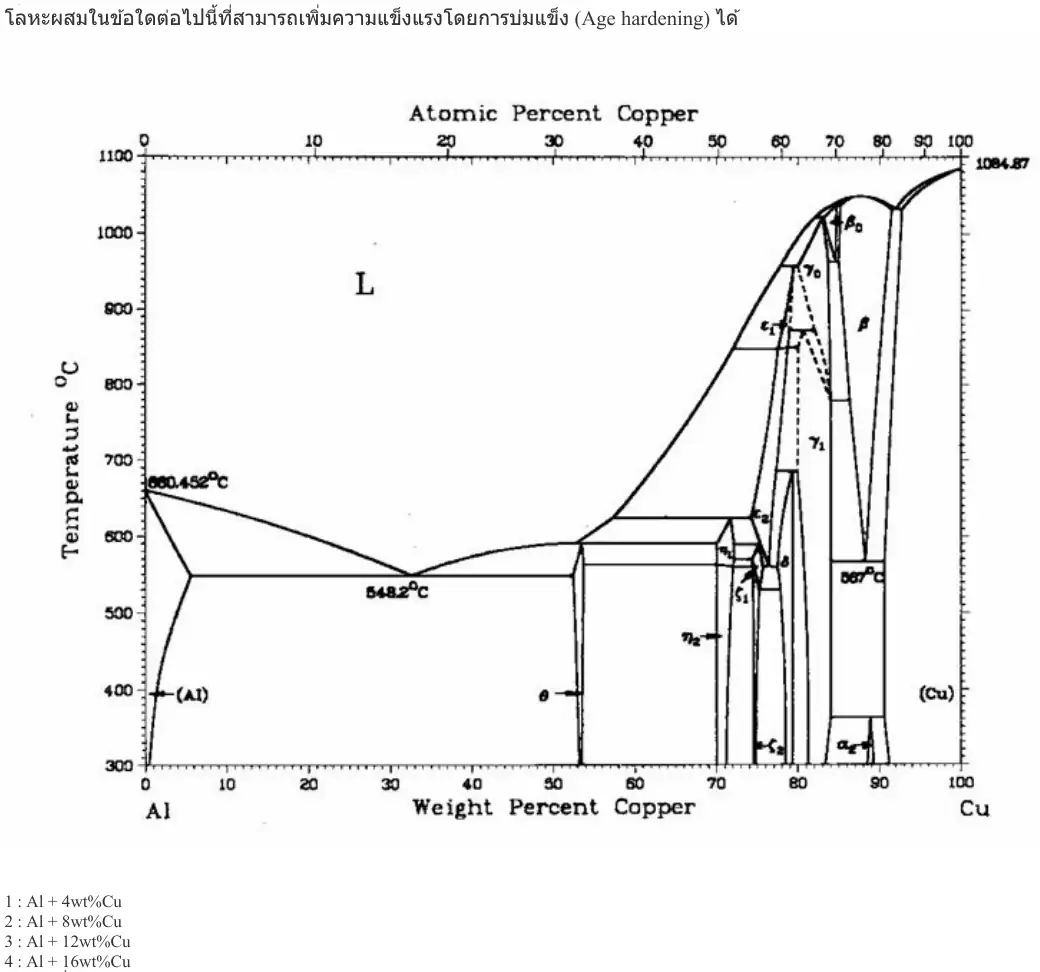 โลหะผสมในข้อใดต่อไปนี้ที่สามารถเพิ่มความแข็งแรงโดยการบ่มแข็ง (Age hardening) ได้
Atomic Percent Copper
0 10 20 30 40 50 60 70 80 90 100
1100
1084.87
1000
900
800
700
600
500
400
300
Temperature °C
L
β0
γ0
ε1
β
γ1
660.452°C
ε2
η1
δ
548.2°C
ζ1
567°C
η2
(Al)
θ
(Cu)
ζ2
α2
0 10 20 30 40 50 60 70 80 90 100
Al Weight Percent Copper Cu
1 : Al + 4wt%Cu
2 : Al + 8wt%Cu
3 : Al + 12wt%Cu
4 : Al + 16wt%Cu